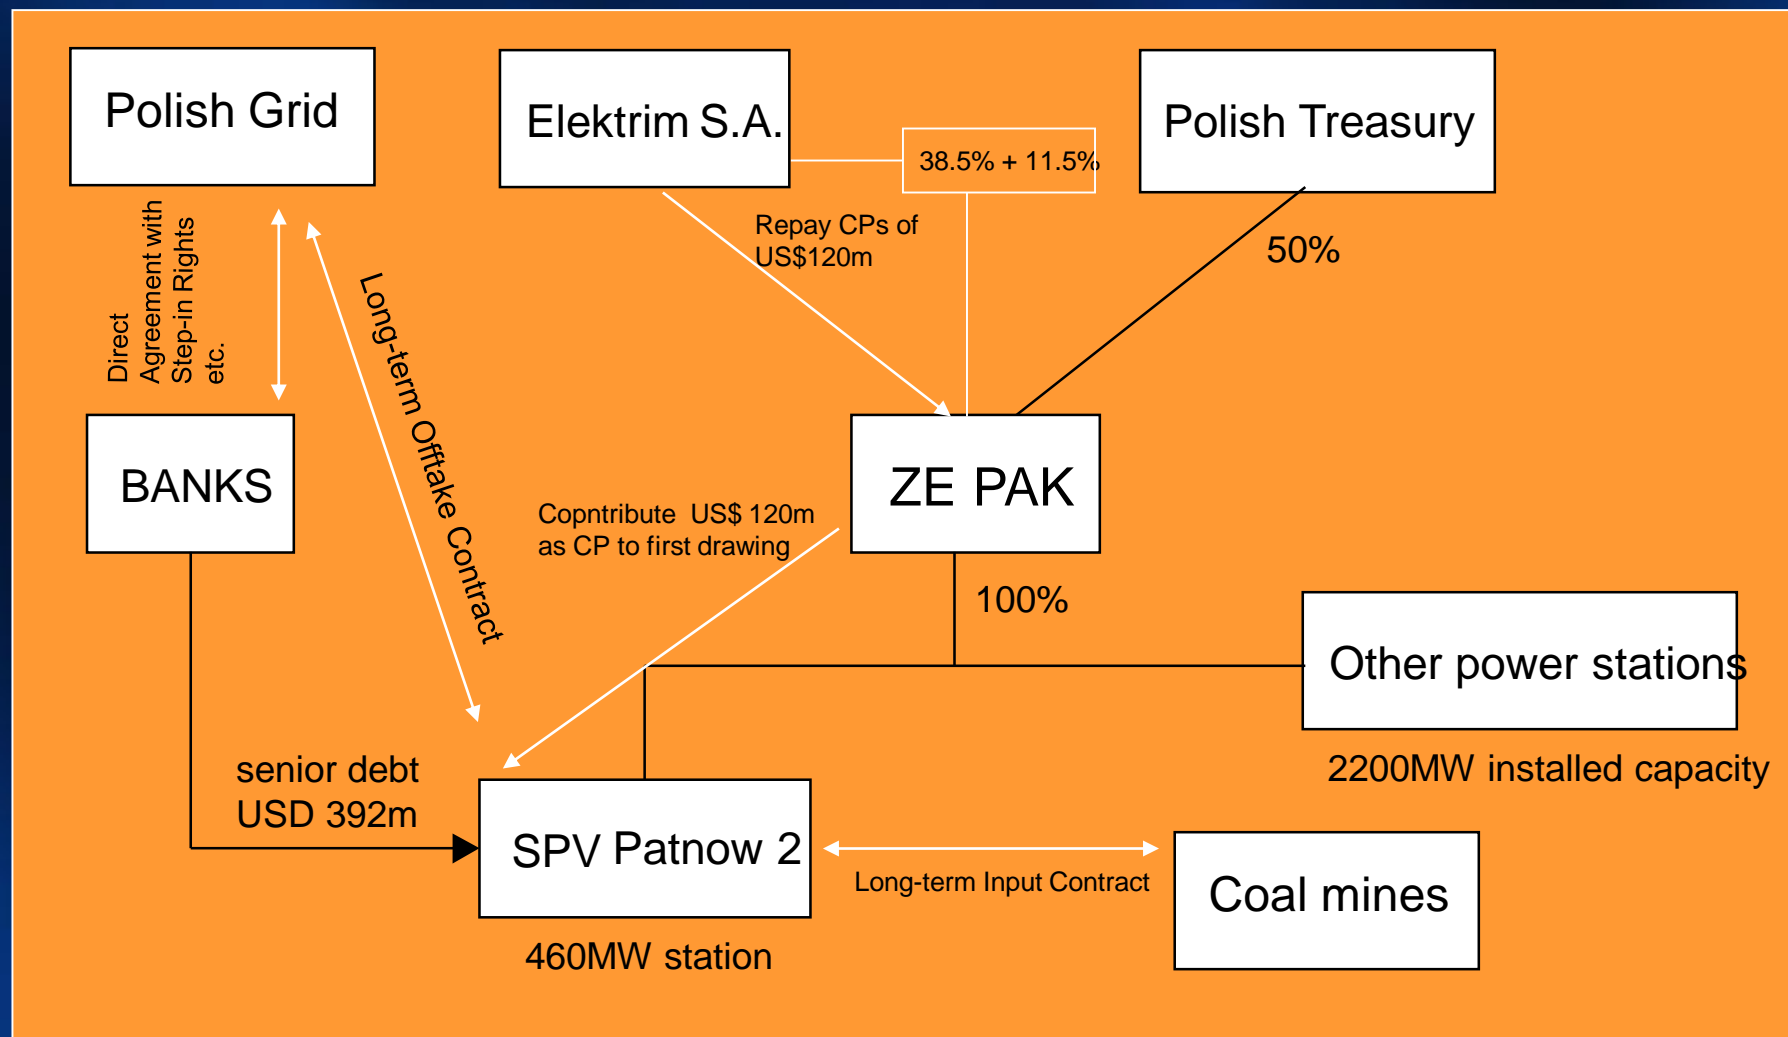 Polish Grid
Elektrim S.A.
38.5% + 11.5%
Polish Treasury
Direct
Agreement with
Step-in Rights
etc.
Long-term Offtake Contract
Repay CPs of
US$120m
50%
BANKS
ZE PAK
Copntribute US$ 120m
as CP to first drawing
100%
Other power stations
2200MW installed capacity
senior debt
USD 392m
SPV Patnow 2
Long-term Input Contract
Coal mines
460MW station